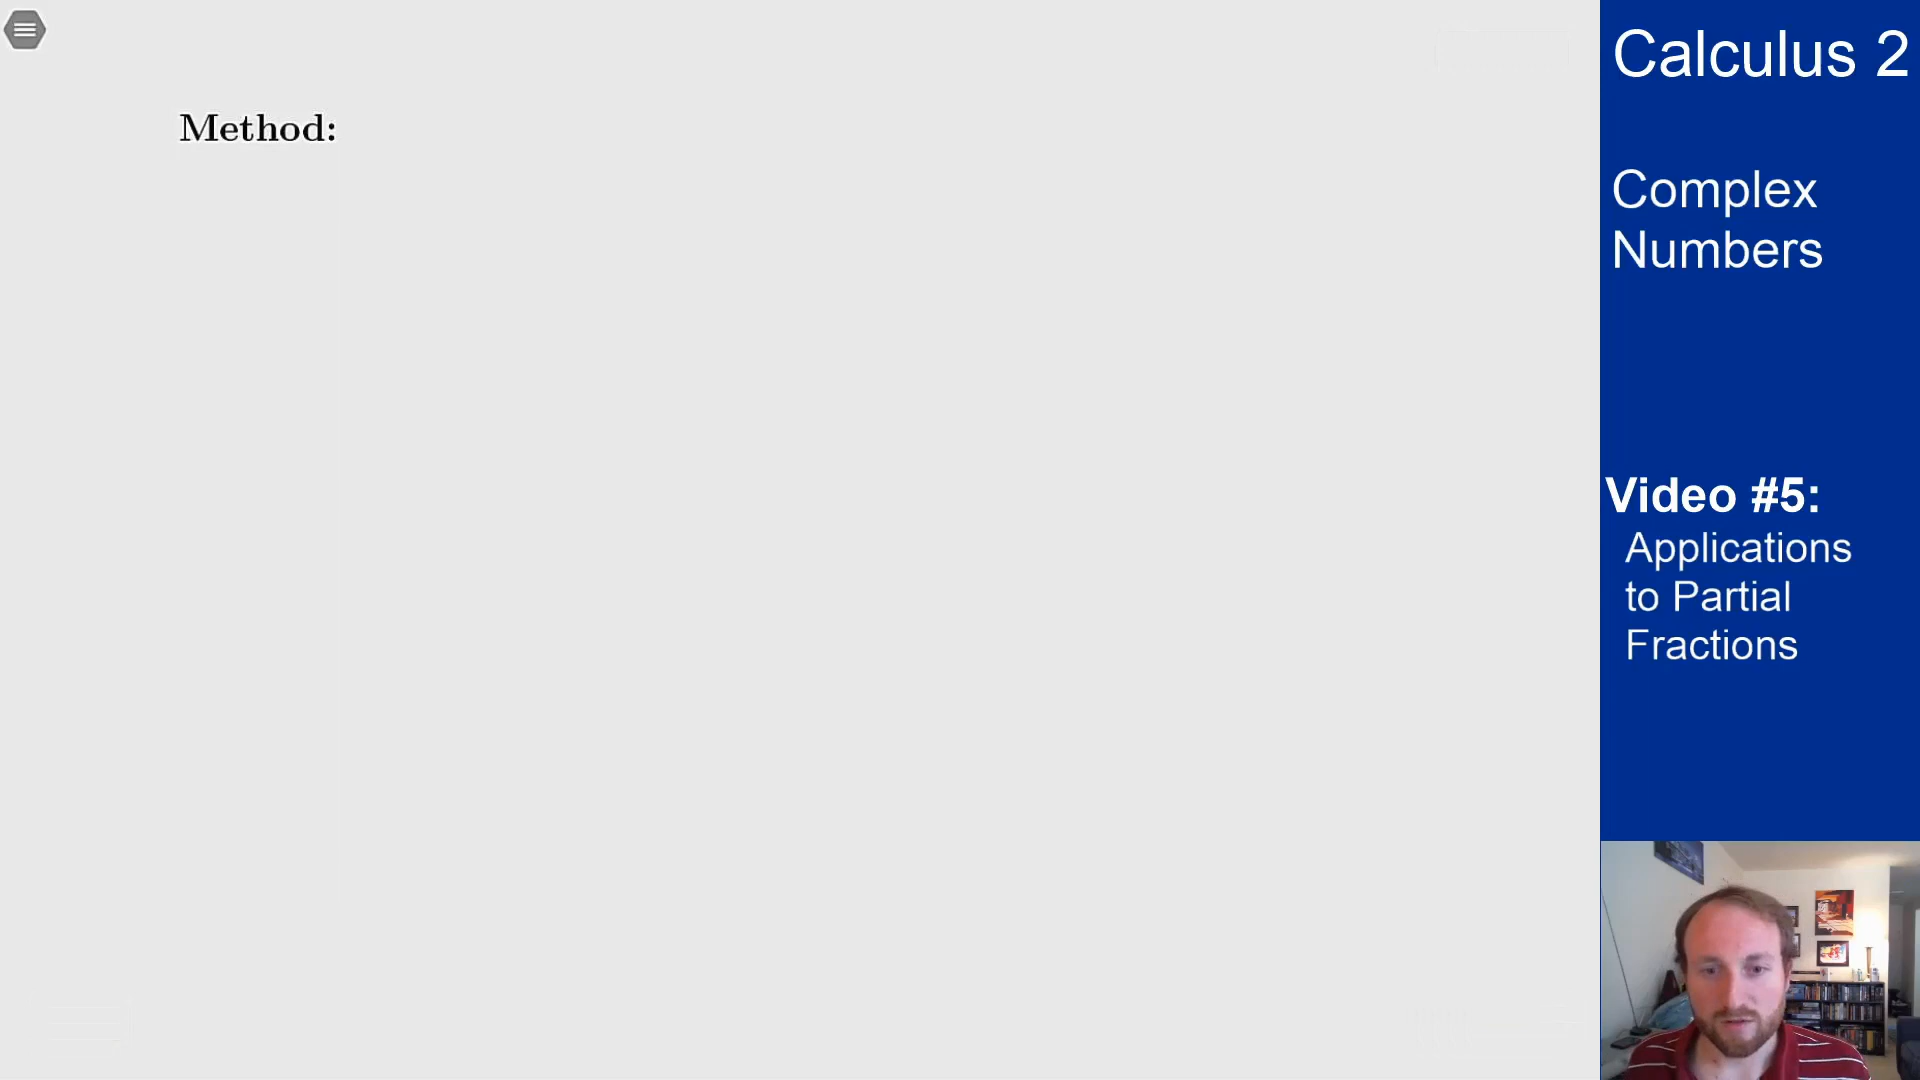 Method:
Calculus 2
Complex
Numbers
Video #5:
Applications
to Partial
Fractions